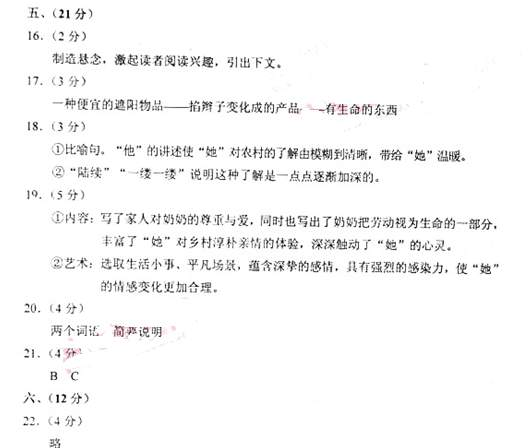 五、（21分）
16．（2分）
制造悬念，激起读者阅读兴趣，引出下文。
17．（3分）
一种便宜的遮阳物品——掐辫子变化成的产品——有生命的东西
18．（3分）
①比喻句。“他”的讲述使“她”对农村的了解由模糊到清晰，带给“她”温暖。
②“陆续”“一缕一缕”说明这种了解是一点点逐渐加深的。
19．（5分）
①内容：写了家人对奶奶的尊重与爱，同时也写出了奶奶把劳动视为生命的一部分，
丰富了“她”对乡村淳朴亲情的体验，深深触动了“她”的心灵。
②艺术：选取生活小事、平凡场景，蕴含深挚的感情，具有强烈的感染力，使“她”
的情感变化更加合理。
20．（4分）
两个词语 简要说明
21．（4分
B C
六、（12分）
22．（4分）
略